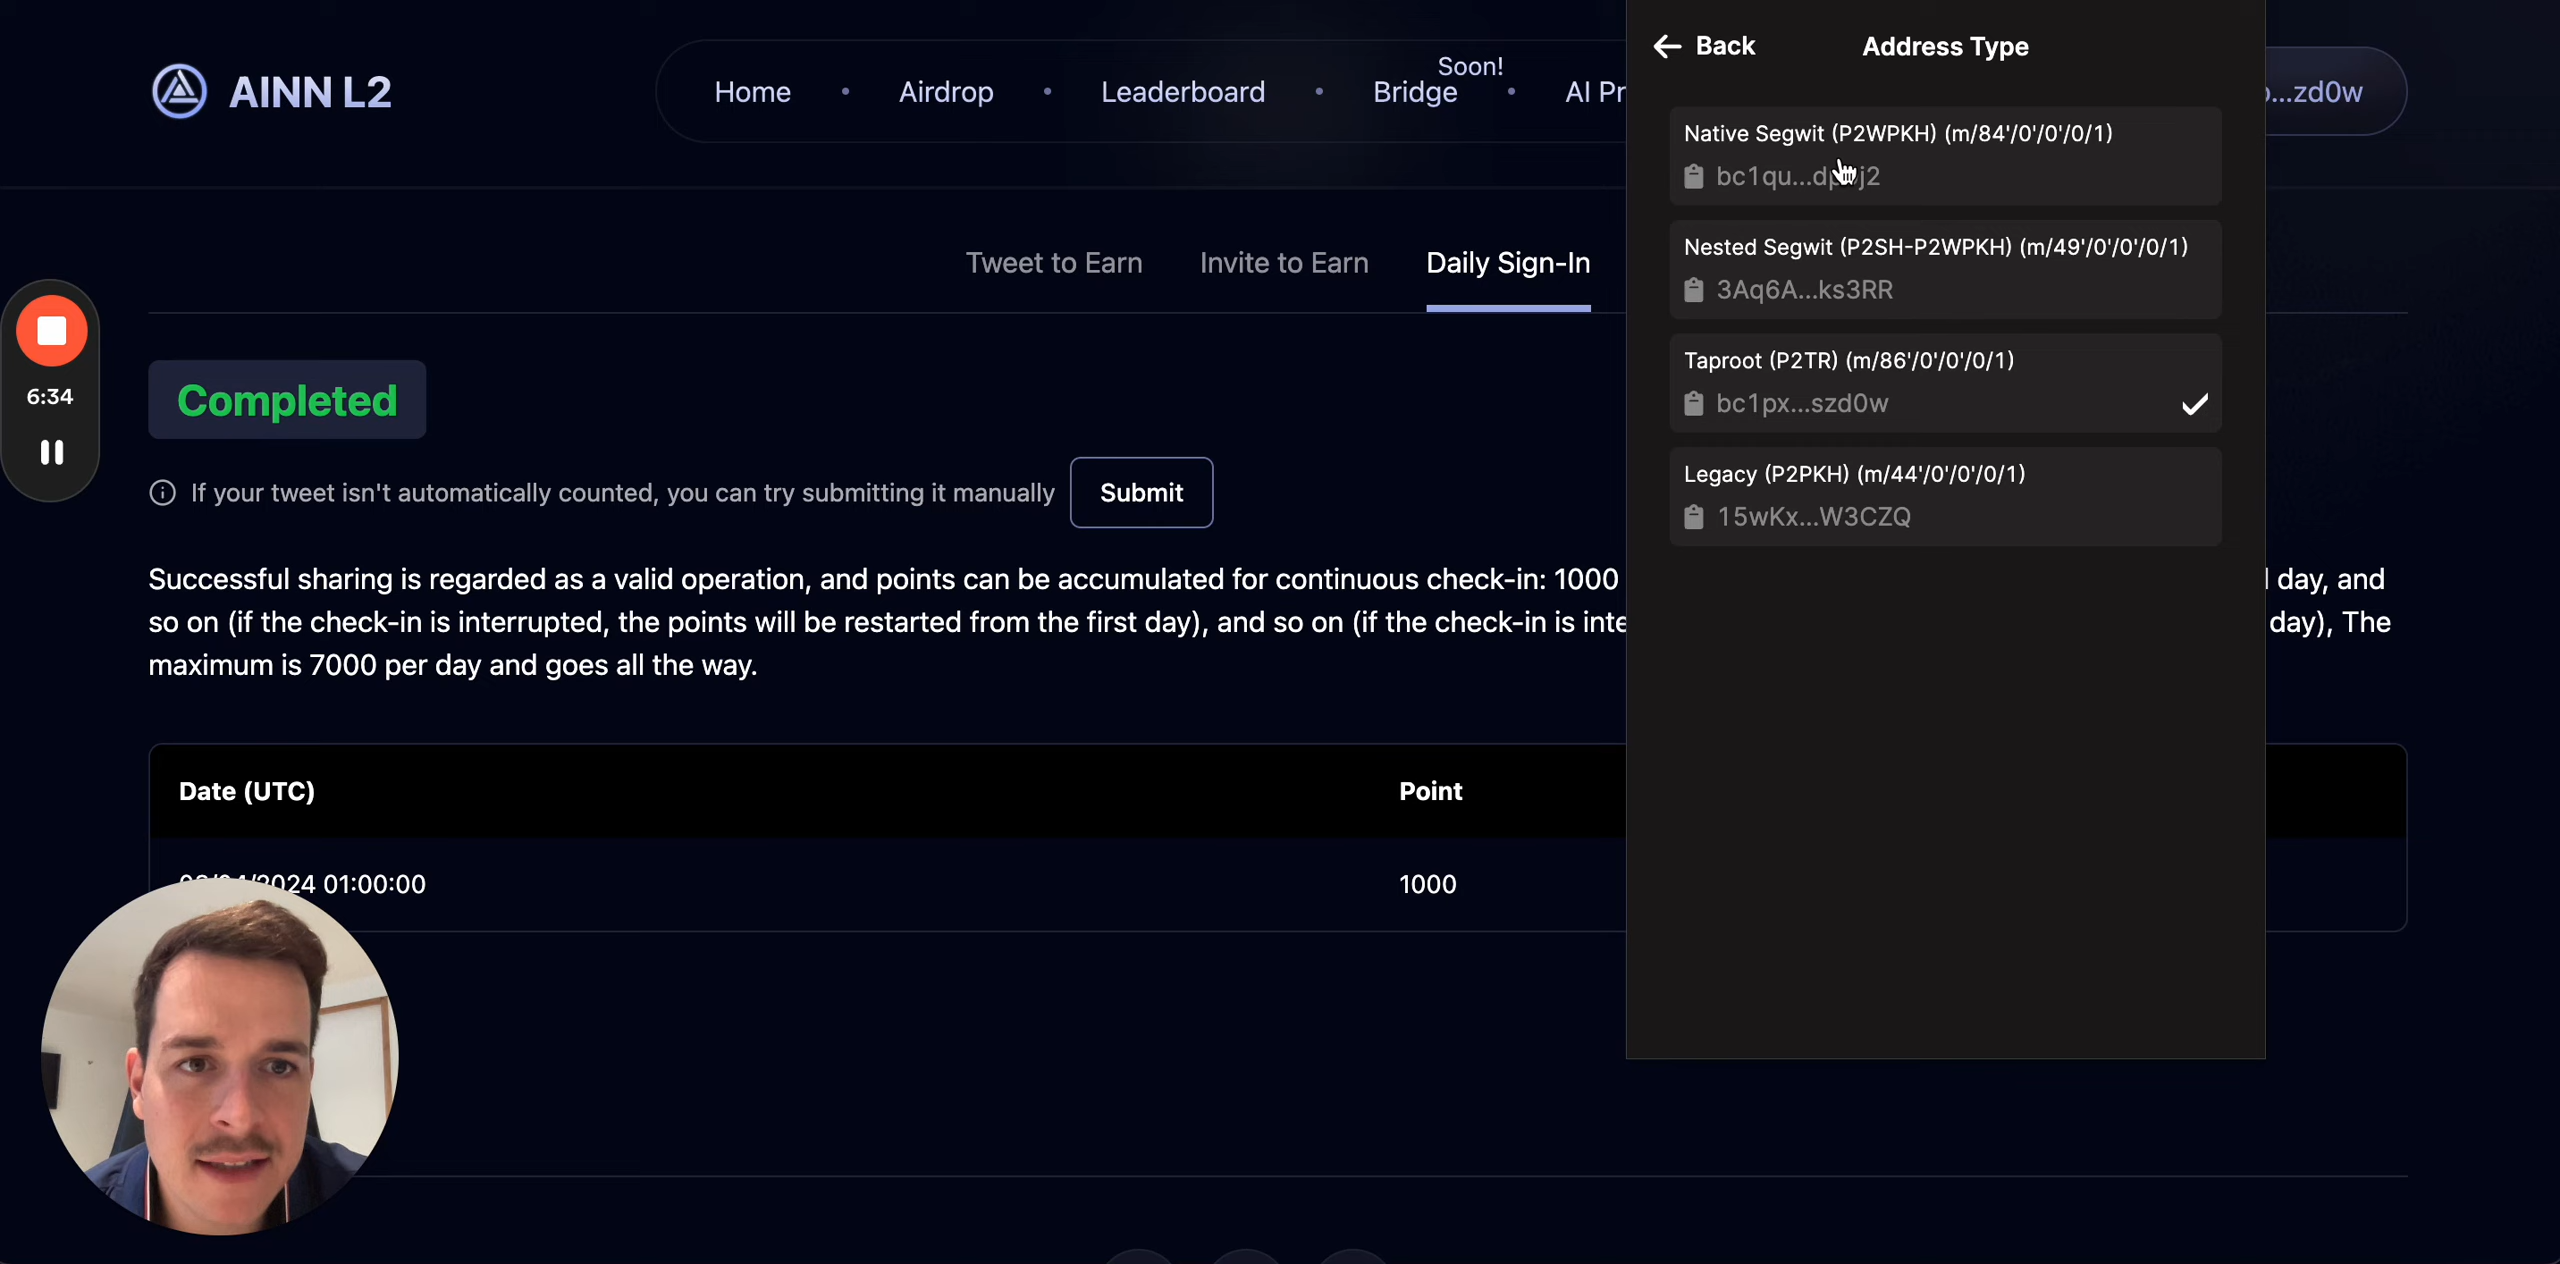 AINN L2
Home • Airdrop • Leaderboard • Bridge Soon! • AI Pr
...zd0w
Tweet to Earn
Invite to Earn
Daily Sign-In
6:34
Completed
If your tweet isn't automatically counted, you can try submitting it manually
Submit
Successful sharing is regarded as a valid operation, and points can be accumulated for continuous check-in: 1000
day, and
so on (if the check-in is interrupted, the points will be restarted from the first day), and so on (if the check-in is inte
day), The
maximum is 7000 per day and goes all the way.
Date (UTC)
Point
2024 01:00:00
1000
Back
Address Type
Native Segwit (P2WPKH) (m/84'/0'/0'/0/1)
bc1qu...d j2
Nested Segwit (P2SH-P2WPKH) (m/49'/0'/0'/0/1)
3Aq6A...ks3RR
Taproot (P2TR) (m/86'/0'/0'/0/1)
bc1px...szd0w
Legacy (P2PKH) (m/44'/0'/0'/0/1)
15wKx...W3CZQ